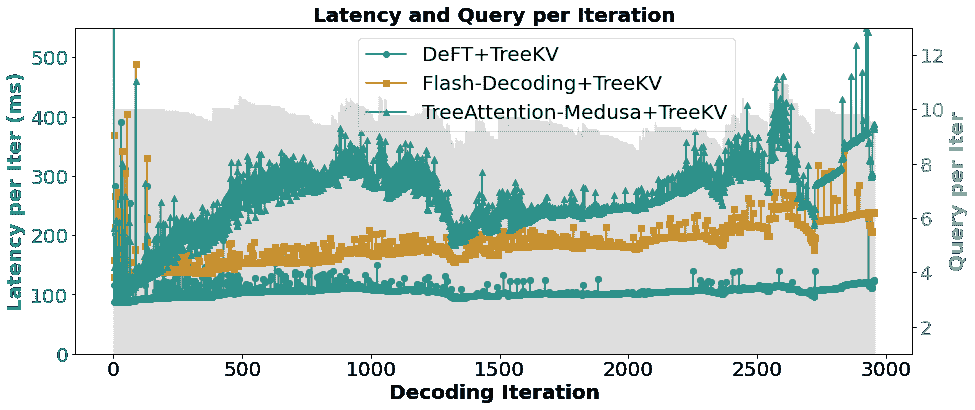 Latency and Query per Iteration
Latency per Iter (ms)
500
400
300
200
100
0
DeFT+TreeKV
Flash-Decoding+TreeKV
TreeAttention-Medusa+TreeKV
12
10
8
6
4
2
Query per Iter
0 500 1000 1500 2000 2500 3000
Decoding Iteration